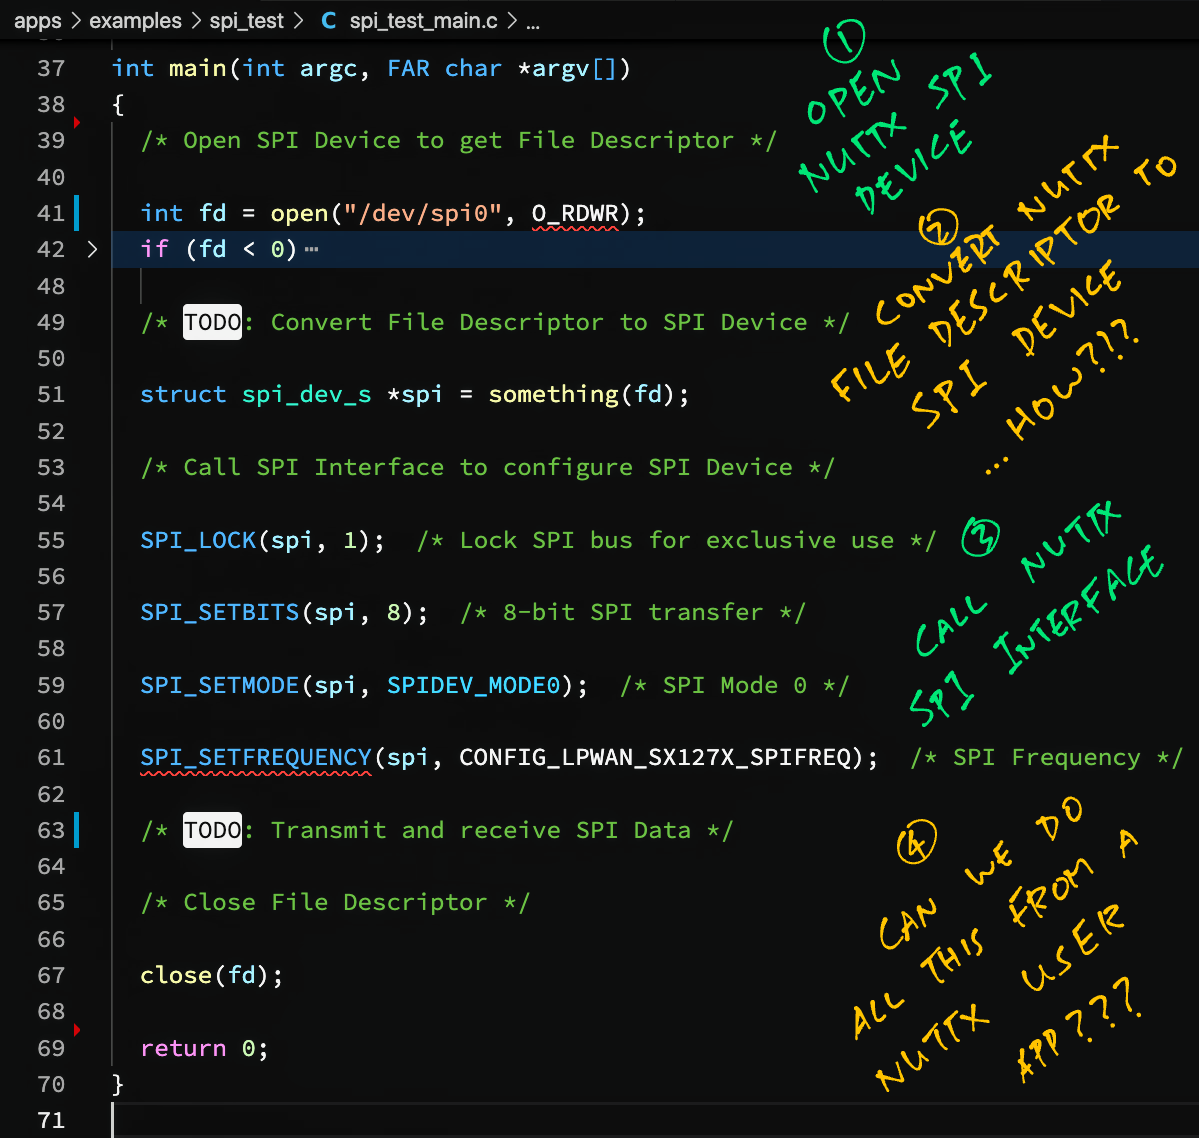 apps > examples > spi_test > C spi_test_main.c > ...
37 int main(int argc, FAR char *argv[])
38 {
39 /* Open SPI Device to get File Descriptor */
40
41 int fd = open("/dev/spi0", O_RDWR);
42 > if (fd < 0) ⋯
48
49 /* TODO: Convert File Descriptor to SPI Device */
50
51 struct spi_dev_s *spi = something(fd);
52
53 /* Call SPI Interface to configure SPI Device */
54
55 SPI_LOCK(spi, 1); /* Lock SPI bus for exclusive use */
56
57 SPI_SETBITS(spi, 8); /* 8-bit SPI transfer */
58
59 SPI_SETMODE(spi, SPIDEV_MODE0); /* SPI Mode 0 */
60
61 SPI_SETFREQUENCY(spi, CONFIG_LPWAN_SX127X_SPIFREQ); /* SPI Frequency */
62
63 /* TODO: Transmit and receive SPI Data */
64
65 /* Close File Descriptor */
66
67 close(fd);
68
69 return 0;
70 }
71
①
OPEN
NUTTX SPI
DEVICE
②
CONVERT NUTTX
FILE DESCRIPTOR TO
SPI DEVICE
... HOW???
③
CALL NUTTX
SPI INTERFACE
④
CAN WE DO
ALL THIS FROM A
NUTTX USER
APP???